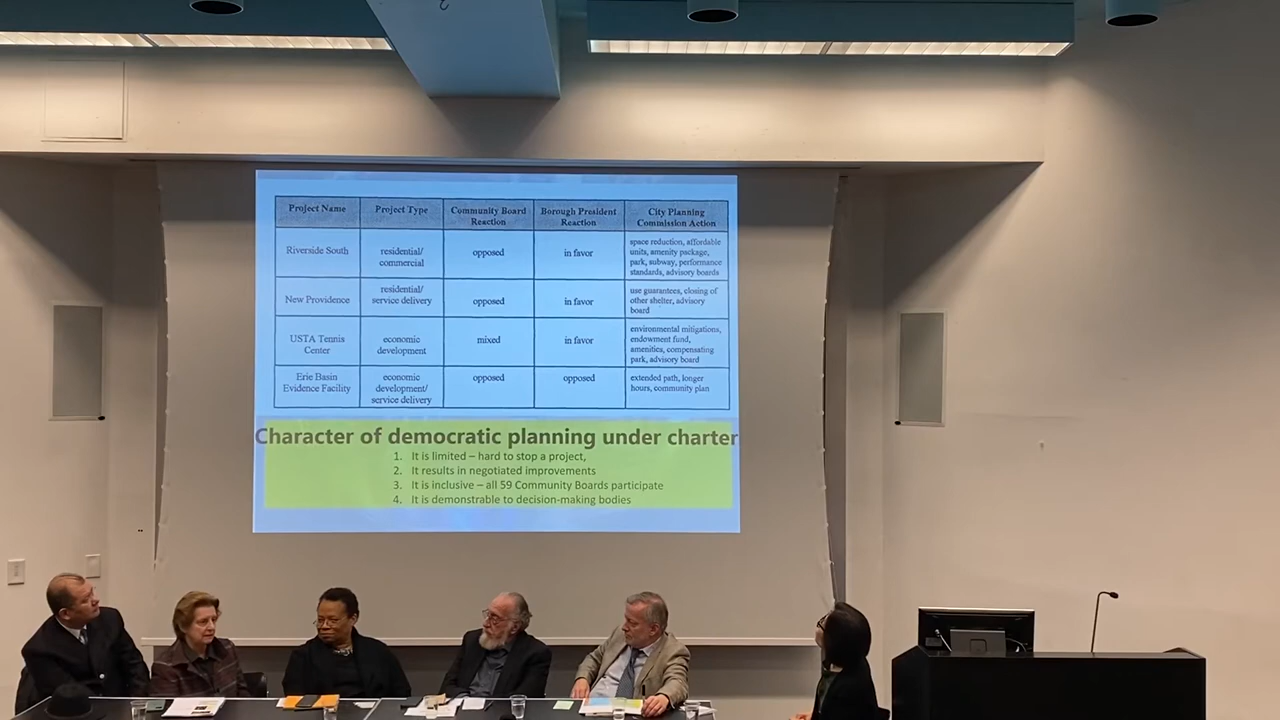 Project Name Project Type Community Board Reaction Borough President Reaction City Planning Commission Action
Riverside South residential/ commercial opposed in favor space reduction, affordable units, amenity package, park, subway, performance standards, advisory boards
New Providence residential/ service delivery opposed in favor use guarantees, closing of other shelter, advisory board
USTA Tennis Center economic development mixed in favor environmental mitigations, endowment fund, amenities, compensating park, advisory board
Erie Basin Evidence Facility economic development/ service delivery opposed opposed extended path, longer hours, community plan
Character of democratic planning under charter
1. It is limited – hard to stop a project,
2. It results in negotiated improvements
3. It is inclusive – all 59 Community Boards participate
4. It is demonstrable to decision-making bodies